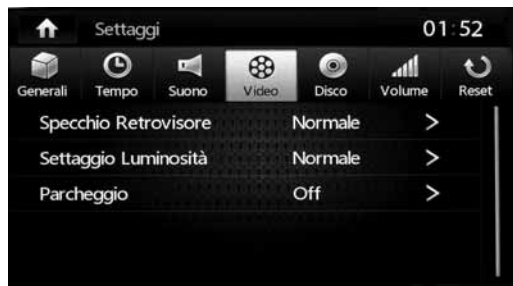 Settaggi 01:52
Generali Tempo Suono Video Disco Volume Reset
Specchio Retrovisore Normale >
Settaggio Luminosità Normale >
Parcheggio Off >